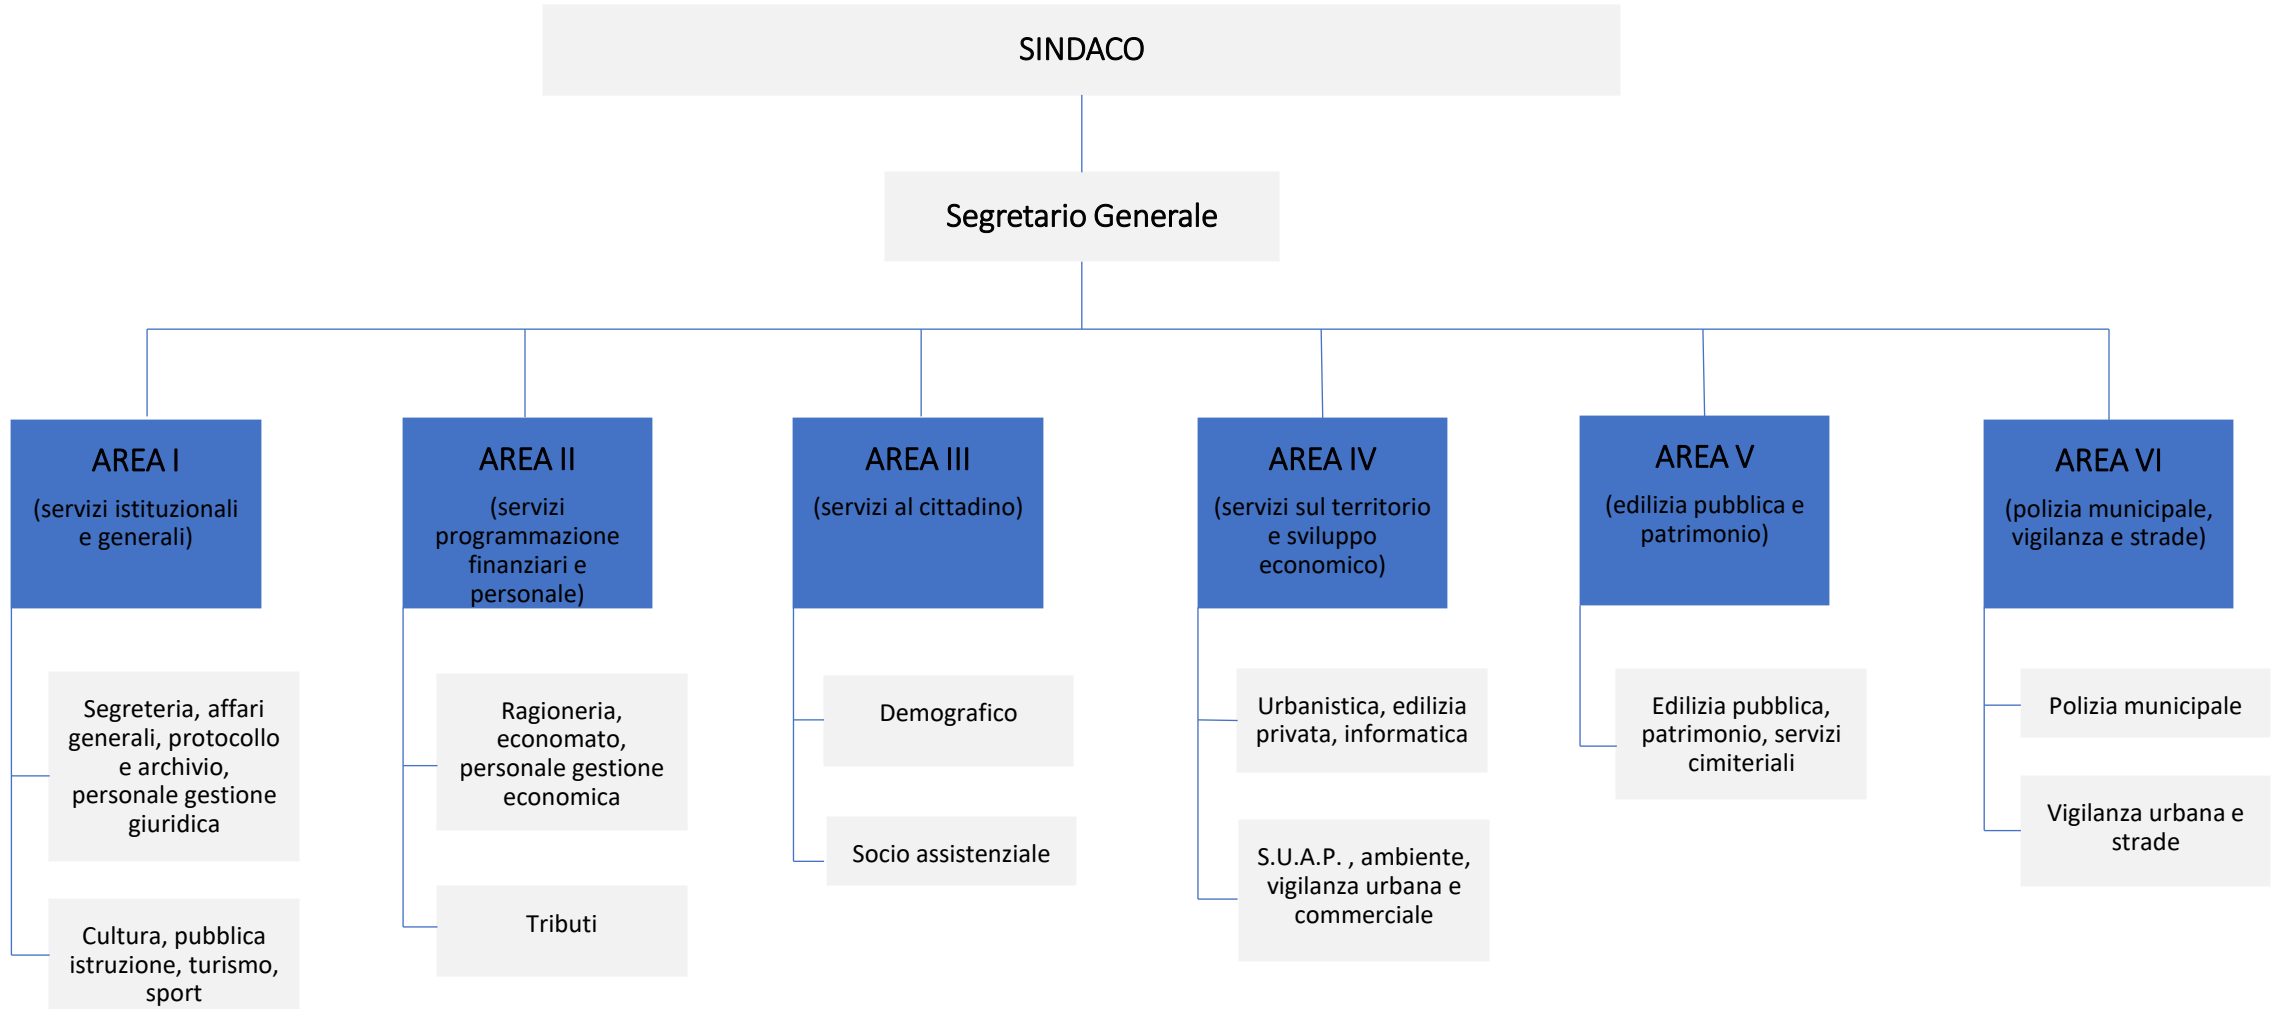 SINDACO
Segretario Generale
AREA I
(servizi istituzionali
e generali)
AREA II
(servizi
programmazione
finanziari e
personale)
AREA III
(servizi al cittadino)
AREA IV
(servizi sul territorio
e sviluppo
economico)
AREA V
(edilizia pubblica e
patrimonio)
AREA VI
(polizia municipale,
vigilanza e strade)
Segreteria, affari
generali, protocollo
e archivio,
personale gestione
giuridica
Cultura, pubblica
istruzione, turismo,
sport
Ragioneria,
economato,
personale gestione
economica
Tributi
Demografico
Socio assistenziale
Urbanistica, edilizia
privata, informatica
S.U.A.P. , ambiente,
vigilanza urbana e
commerciale
Edilizia pubblica,
patrimonio, servizi
cimiteriali
Polizia municipale
Vigilanza urbana e
strade